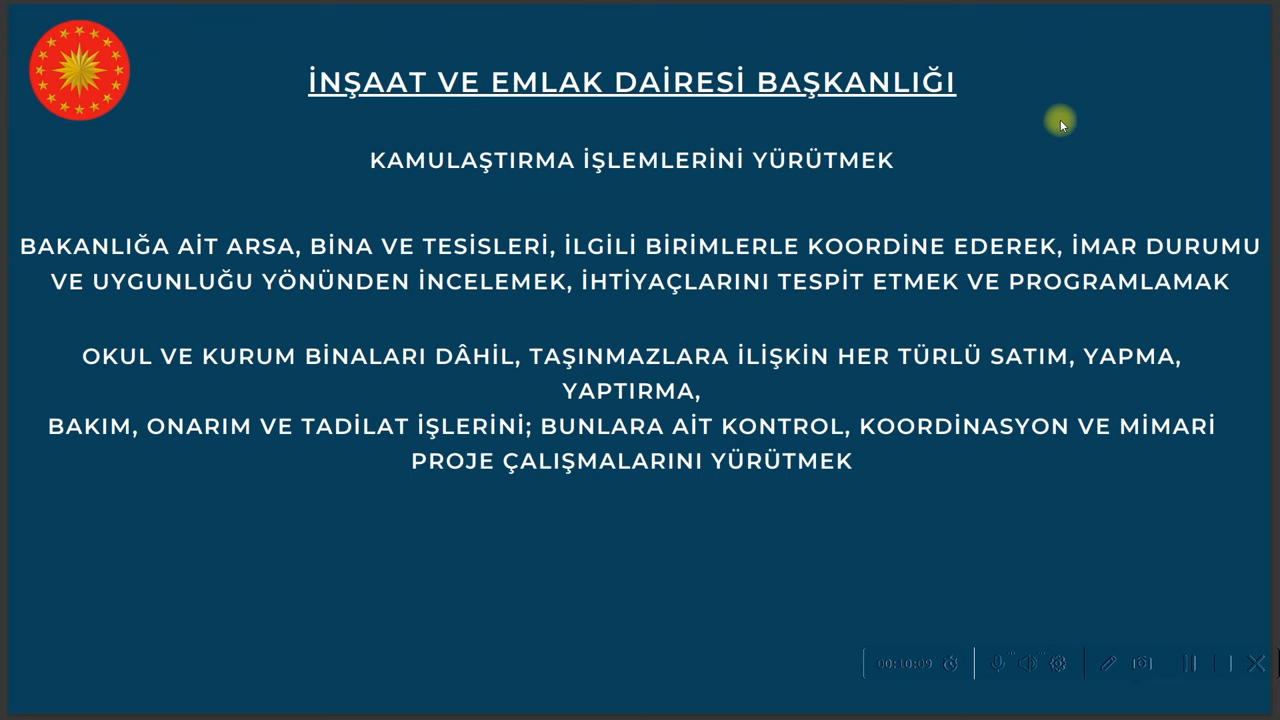 İNŞAAT VE EMLAK DAİRESİ BAŞKANLIĞI
KAMULAŞTIRMA İŞLEMLERİNİ YÜRÜTMEK
BAKANLIĞA AİT ARSA, BİNA VE TESİSLERİ, İLGİLİ BİRİMLERLE KOORDİNE EDEREK, İMAR DURUMU
VE UYGUNLUĞU YÖNÜNDEN İNCELEMEK, İHTİYAÇLARINI TESPİT ETMEK VE PROGRAMLAMAK
OKUL VE KURUM BİNALARI DÂHİL, TAŞINMAZLARA İLİŞKİN HER TÜRLÜ SATIM, YAPMA,
YAPTIRMA,
BAKIM, ONARIM VE TADİLAT İŞLERİNİ; BUNLARA AİT KONTROL, KOORDİNASYON VE MİMARİ
PROJE ÇALIŞMALARINI YÜRÜTMEK
00:10:09